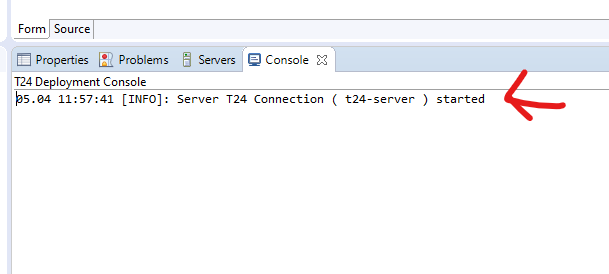 Form Source
Properties Problems Servers Console
T24 Deployment Console
05.04 11:57:41 [INFO]: Server T24 Connection ( t24-server ) started